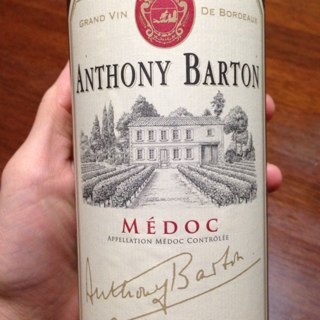 GRAND VIN DE BORDEAUX
ANTHONY BARTON
MÉDOC
APPELLATION MÉDOC CONTRÔLÉE
Anthony Barton